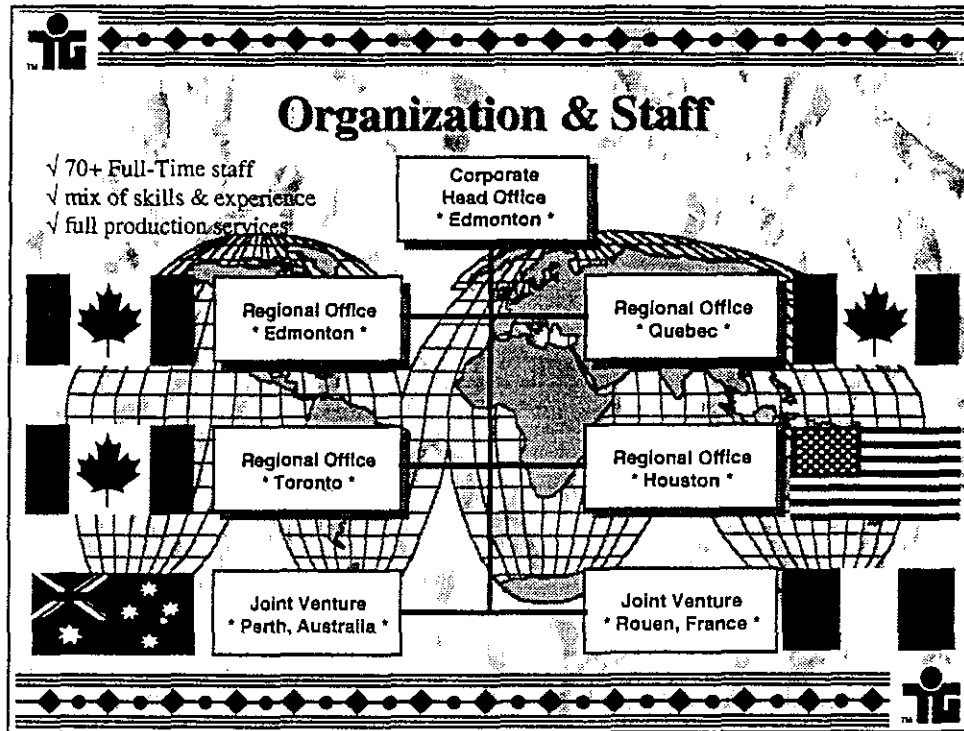 TG
TM
Organization & Staff
√ 70+ Full-Time staff
√ mix of skills & experience
√ full production services
Corporate
Head Office
* Edmonton *
Regional Office
* Edmonton *
Regional Office
* Quebec *
Regional Office
* Toronto *
Regional Office
* Houston *
Joint Venture
* Perth, Australia *
Joint Venture
* Rouen, France *
TG
TM